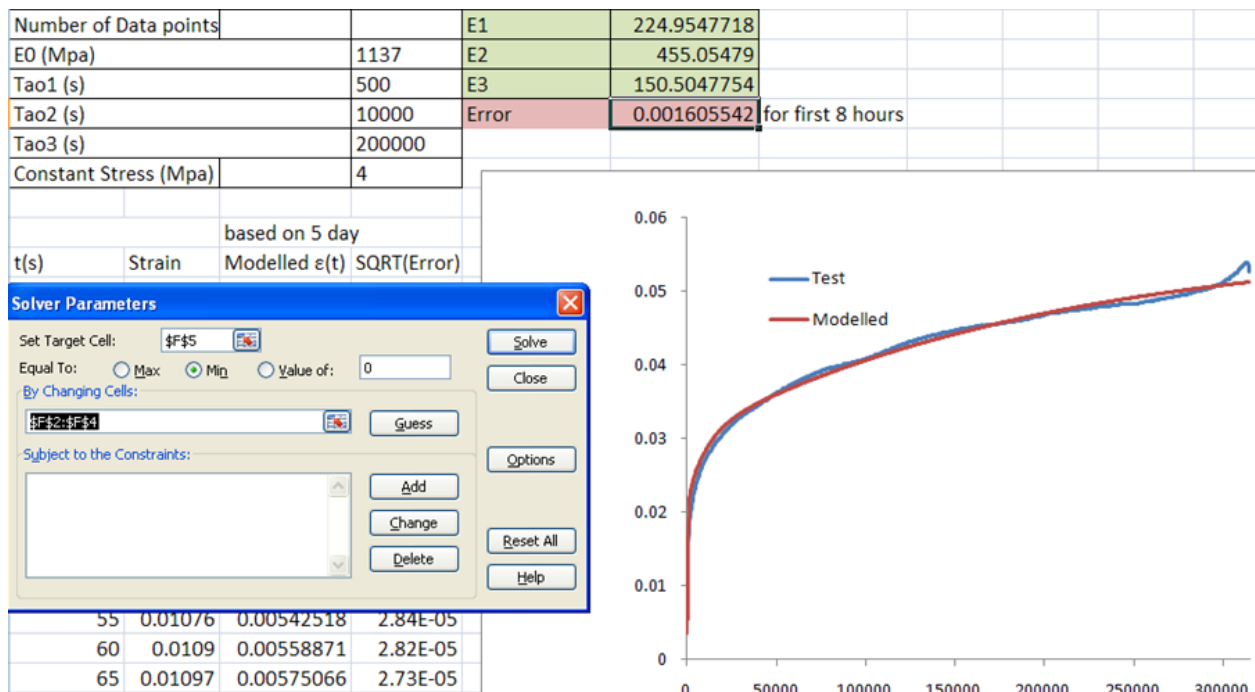 Number of Data points E1 224.9547718
E0 (Mpa) 1137 E2 455.05479
Tao1 (s) 500 E3 150.5047754
Tao2 (s) 10000 Error 0.001605542 for first 8 hours
Tao3 (s) 200000
Constant Stress (Mpa) 4
based on 5 day
t(s) Strain Modelled ε(t) SQRT(Error)
Solver Parameters
Set Target Cell: $F$5 Solve
Equal To: Max Min Value of: 0 Close
By Changing Cells:
$F$2:$F$4 Guess
Subject to the Constraints: Options
Add
Change
Delete
Reset All
Help
55 0.01076 0.00542518 2.84E-05
60 0.0109 0.00558871 2.82E-05
65 0.01097 0.00575066 2.73E-05
0.06
0.05
0.04
0.03
0.02
0.01
0
Test
Modelled
0 50000 100000 150000 200000 250000 300000